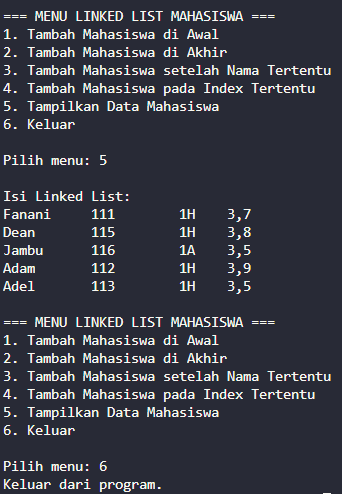 === MENU LINKED LIST MAHASISWA ===
1. Tambah Mahasiswa di Awal
2. Tambah Mahasiswa di Akhir
3. Tambah Mahasiswa setelah Nama Tertentu
4. Tambah Mahasiswa pada Index Tertentu
5. Tampilkan Data Mahasiswa
6. Keluar
Pilih menu: 5
Isi Linked List:
Fanani 111 1H 3,7
Dean 115 1H 3,8
Jambu 116 1A 3,5
Adam 112 1H 3,9
Adel 113 1H 3,5
=== MENU LINKED LIST MAHASISWA ===
1. Tambah Mahasiswa di Awal
2. Tambah Mahasiswa di Akhir
3. Tambah Mahasiswa setelah Nama Tertentu
4. Tambah Mahasiswa pada Index Tertentu
5. Tampilkan Data Mahasiswa
6. Keluar
Pilih menu: 6
Keluar dari program.